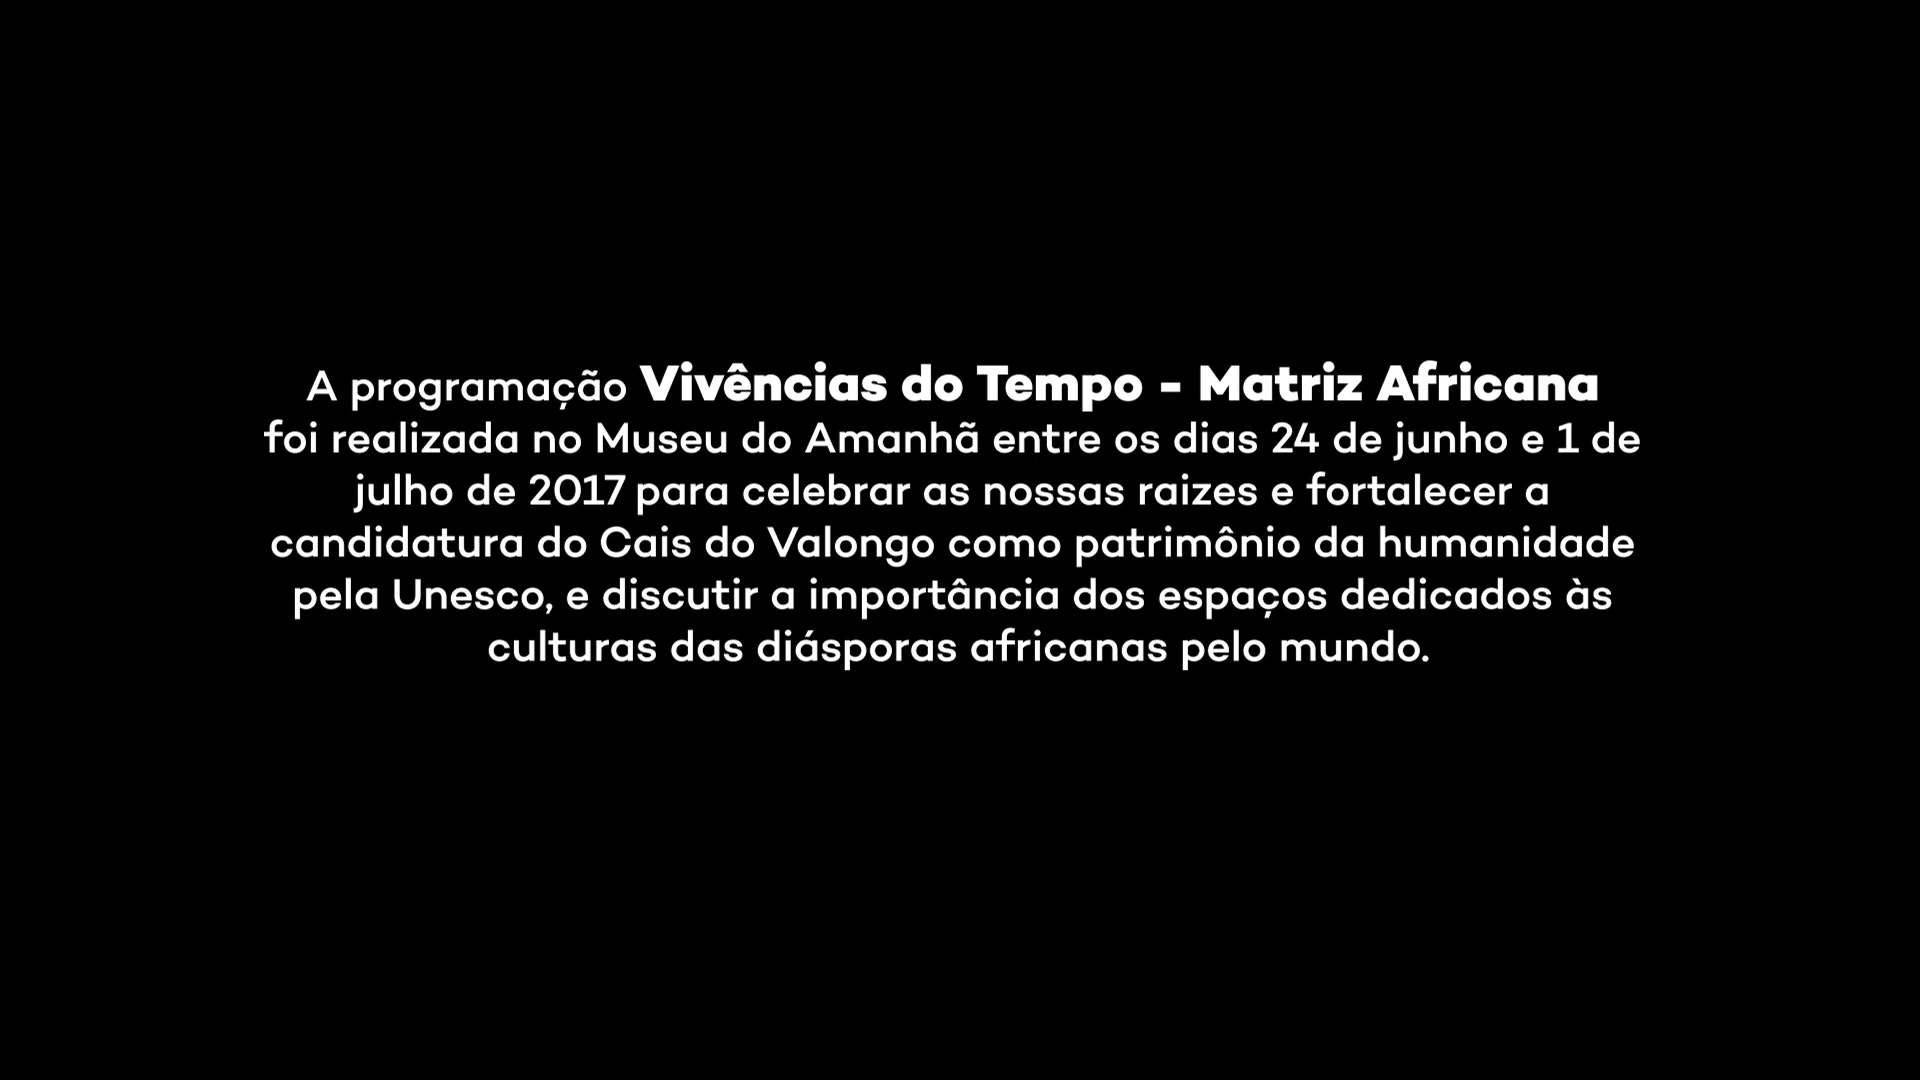 A programação Vivências do Tempo - Matriz Africana
foi realizada no Museu do Amanhã entre os dias 24 de junho e 1 de
julho de 2017 para celebrar as nossas raizes e fortalecer a
candidatura do Cais do Valongo como patrimônio da humanidade
pela Unesco, e discutir a importância dos espaços dedicados às
culturas das diásporas africanas pelo mundo.